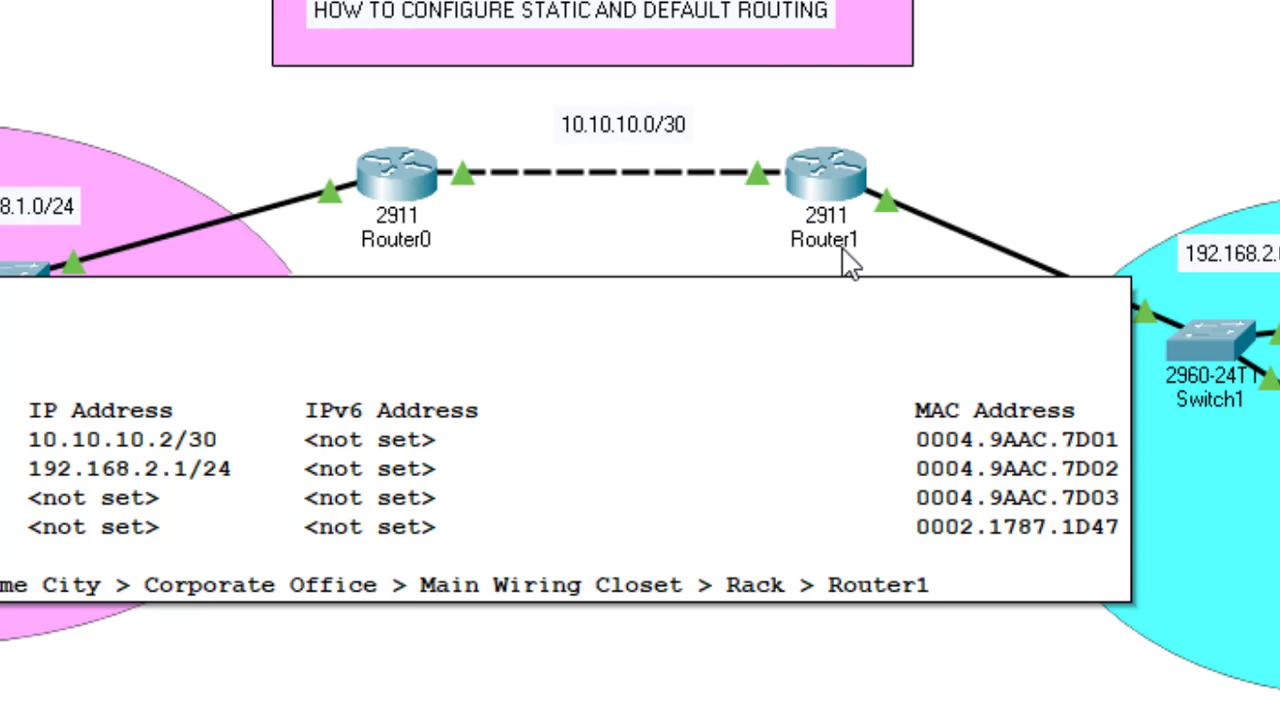 HOW TO CONFIGURE STATIC AND DEFAULT ROUTING
10.10.10.0/30
8.1.0/24
2911
Router0
2911
Router1
192.168.2.
2960-24T
Switch1
IP Address IPv6 Address MAC Address
10.10.10.2/30 <not set> 0004.9AAC.7D01
192.168.2.1/24 <not set> 0004.9AAC.7D02
<not set> <not set> 0004.9AAC.7D03
<not set> <not set> 0002.1787.1D47
me City > Corporate Office > Main Wiring Closet > Rack > Router1